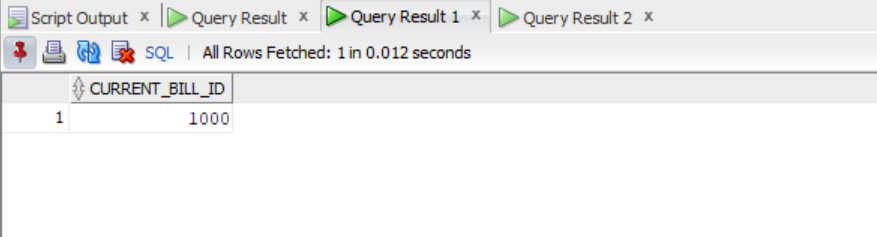 Script Output x Query Result x Query Result 1 x Query Result 2 x
SQL | All Rows Fetched: 1 in 0.012 seconds
CURRENT_BILL_ID
1 1000